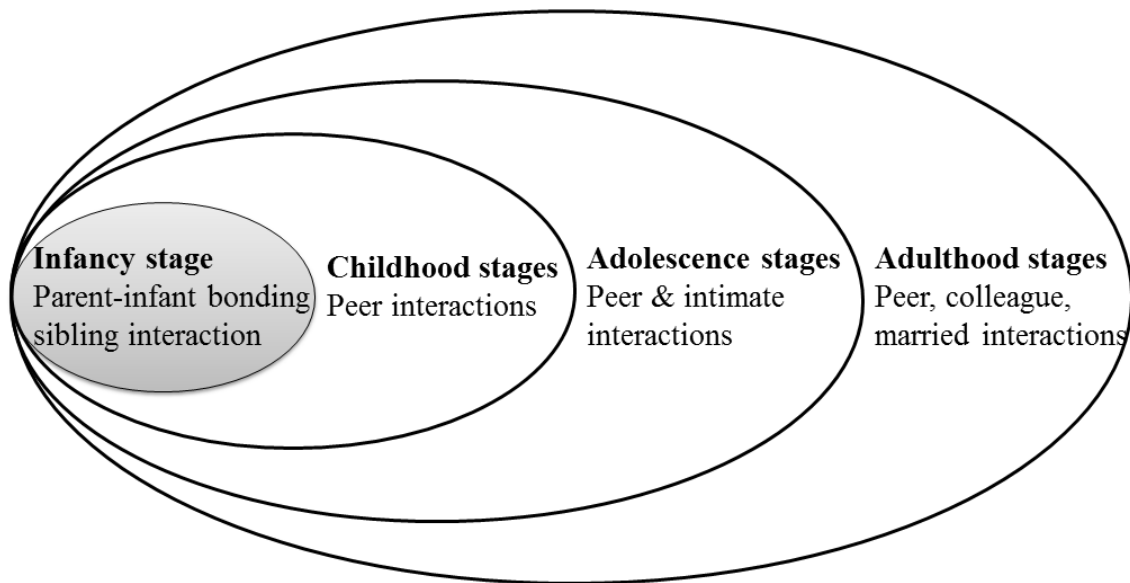 Infancy stage
Parent-infant bonding
sibling interaction
Childhood stages
Peer interactions
Adolescence stages
Peer & intimate
interactions
Adulthood stages
Peer, colleague,
married interactions